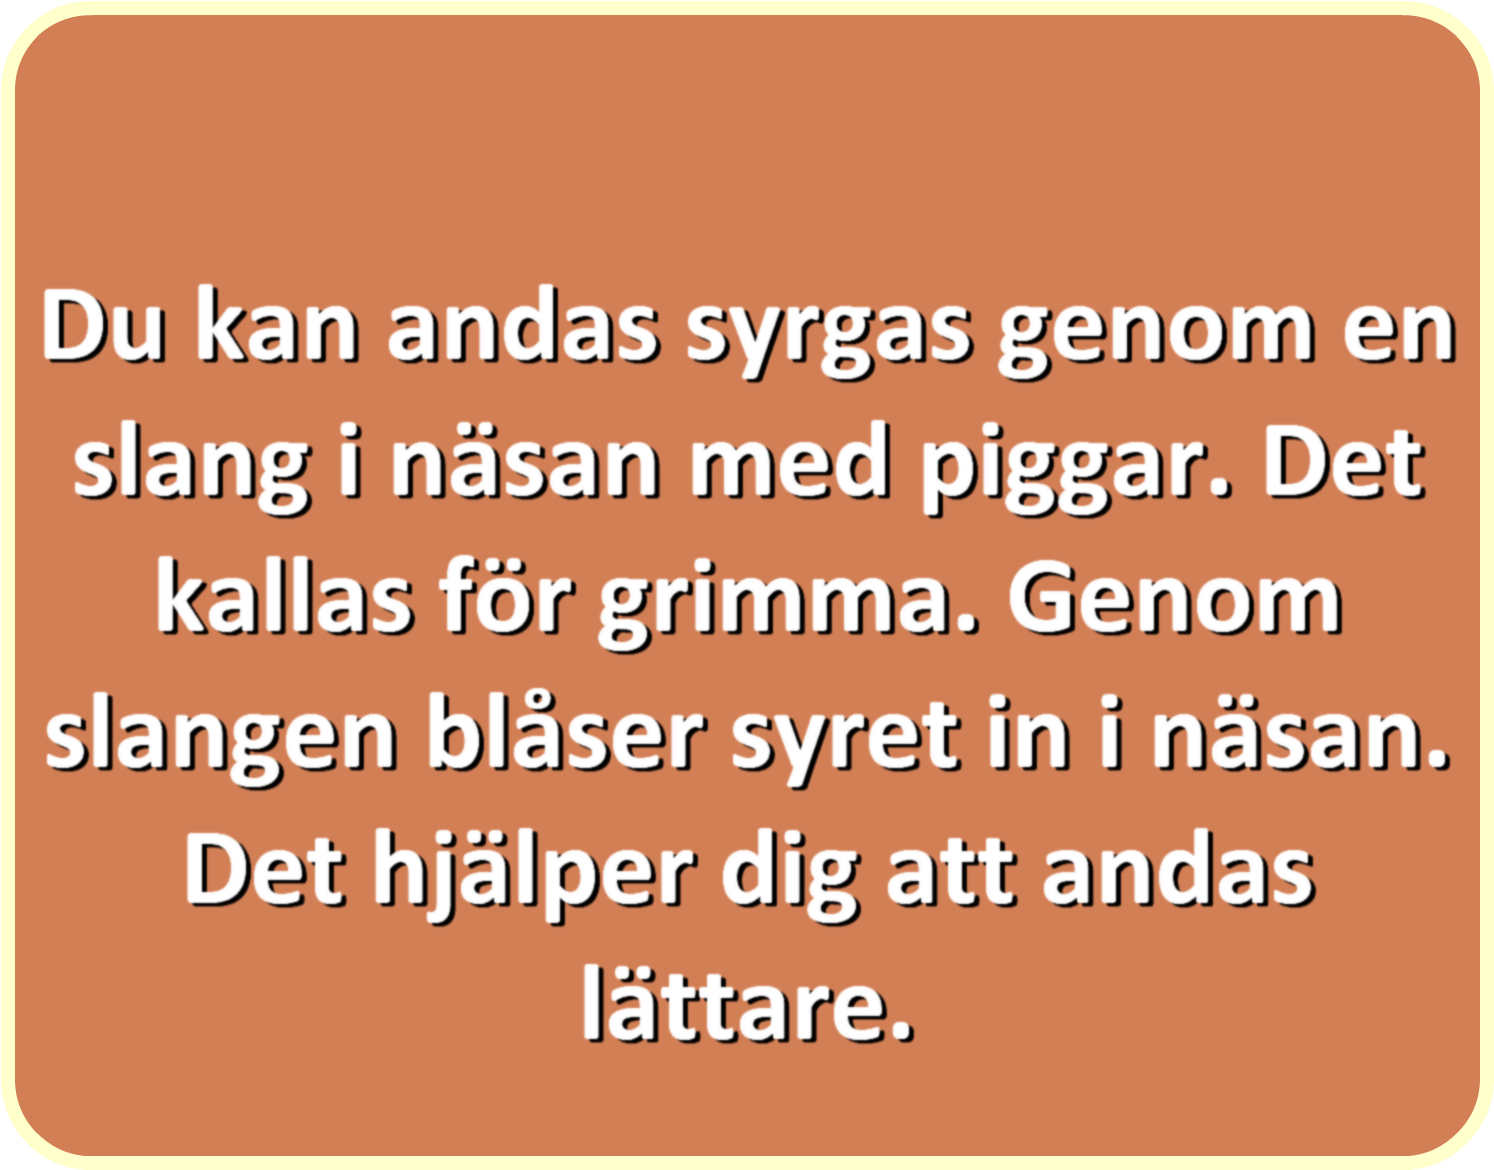 Du kan andas syrgas genom en
slang i näsan med piggar. Det
kallas för grimma. Genom
slangen blåser syret in i näsan.
Det hjälper dig att andas
lättare.